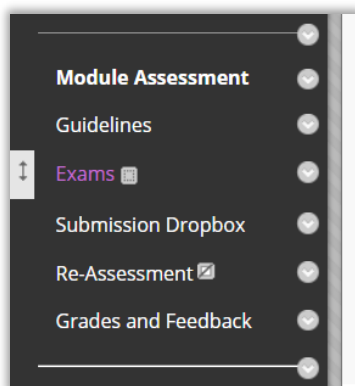 Module Assessment
Guidelines
Exams
Submission Dropbox
Re-Assessment
Grades and Feedback